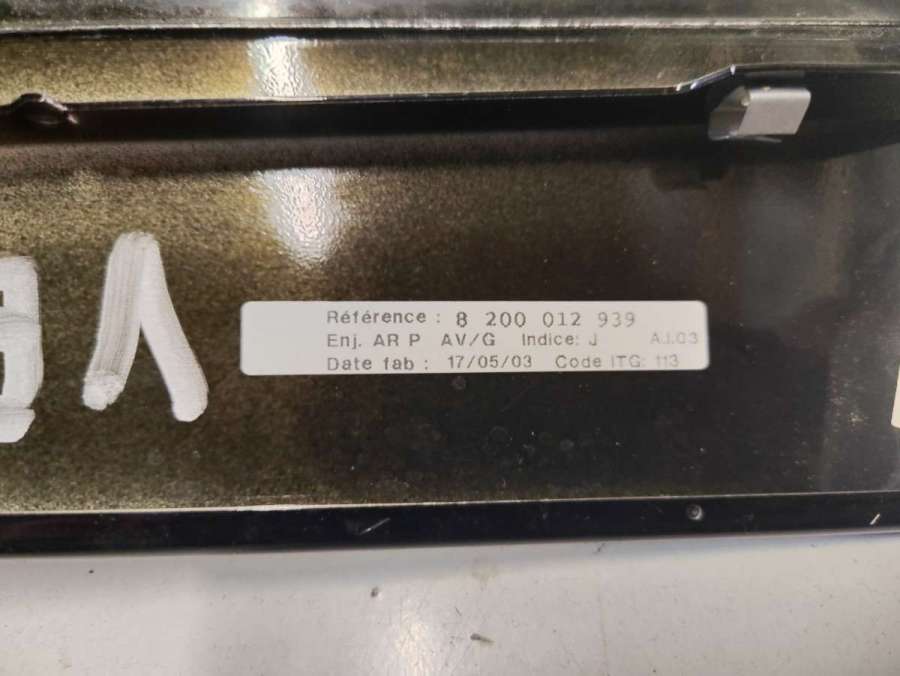 Référence : 8 200 012 939
Enj. AR P AV/G Indice: J A.I.03
Date fab : 17/05/03 Code ITG: 113